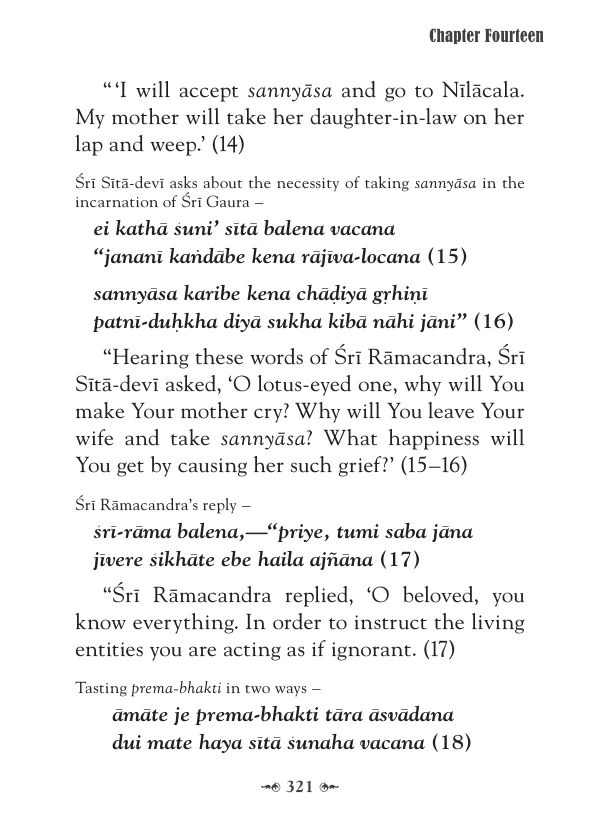 Chapter Fourteen
“ ‘I will accept sannyāsa and go to Nīlācala.
My mother will take her daughter-in-law on her
lap and weep.’ (14)
Śrī Sītā-devī asks about the necessity of taking sannyāsa in the
incarnation of Śrī Gaura –
ei kathā śuni’ sītā balena vacana
“jananī kaṅdābe kena rājīva-locana (15)
sannyāsa karibe kena chāḍiyā gṛhiṇī
patnī-duḥkha diyā sukha kibā nāhi jāni” (16)
“Hearing these words of Śrī Rāmacandra, Śrī
Sītā-devī asked, ‘O lotus-eyed one, why will You
make Your mother cry? Why will You leave Your
wife and take sannyāsa? What happiness will
You get by causing her such grief?’ (15–16)
Śrī Rāmacandra’s reply –
śrī-rāma balena,—“priye, tumi saba jāna
jīvere śikhāte ebe haila ajñāna (17)
“Śrī Rāmacandra replied, ‘O beloved, you
know everything. In order to instruct the living
entities you are acting as if ignorant. (17)
Tasting prema-bhakti in two ways –
āmāte je prema-bhakti tāra āsvādana
dui mate haya sītā śunaha vacana (18)
321